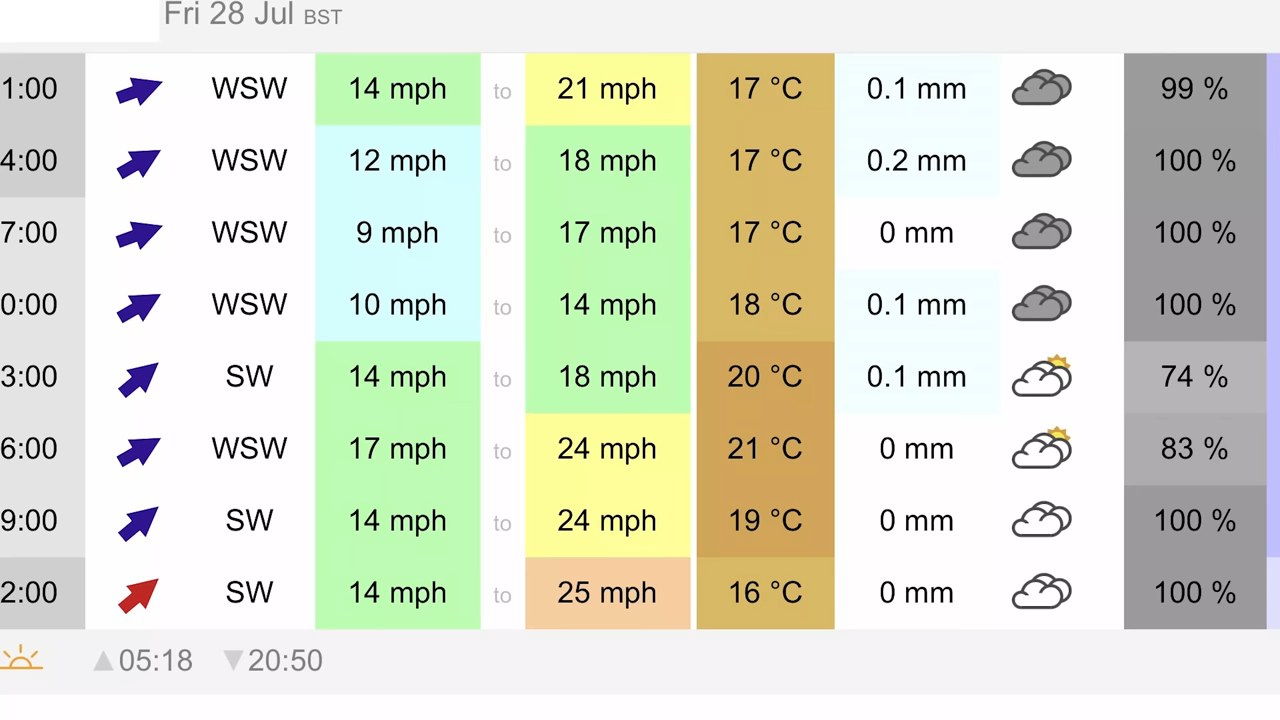 Fri 28 Jul BST
1:00 WSW 14 mph to 21 mph 17 °C 0.1 mm 99 %
4:00 WSW 12 mph to 18 mph 17 °C 0.2 mm 100 %
7:00 WSW 9 mph to 17 mph 17 °C 0 mm 100 %
0:00 WSW 10 mph to 14 mph 18 °C 0.1 mm 100 %
3:00 SW 14 mph to 18 mph 20 °C 0.1 mm 74 %
6:00 WSW 17 mph to 24 mph 21 °C 0 mm 83 %
9:00 SW 14 mph to 24 mph 19 °C 0 mm 100 %
2:00 SW 14 mph to 25 mph 16 °C 0 mm 100 %
▲05:18 ▼20:50